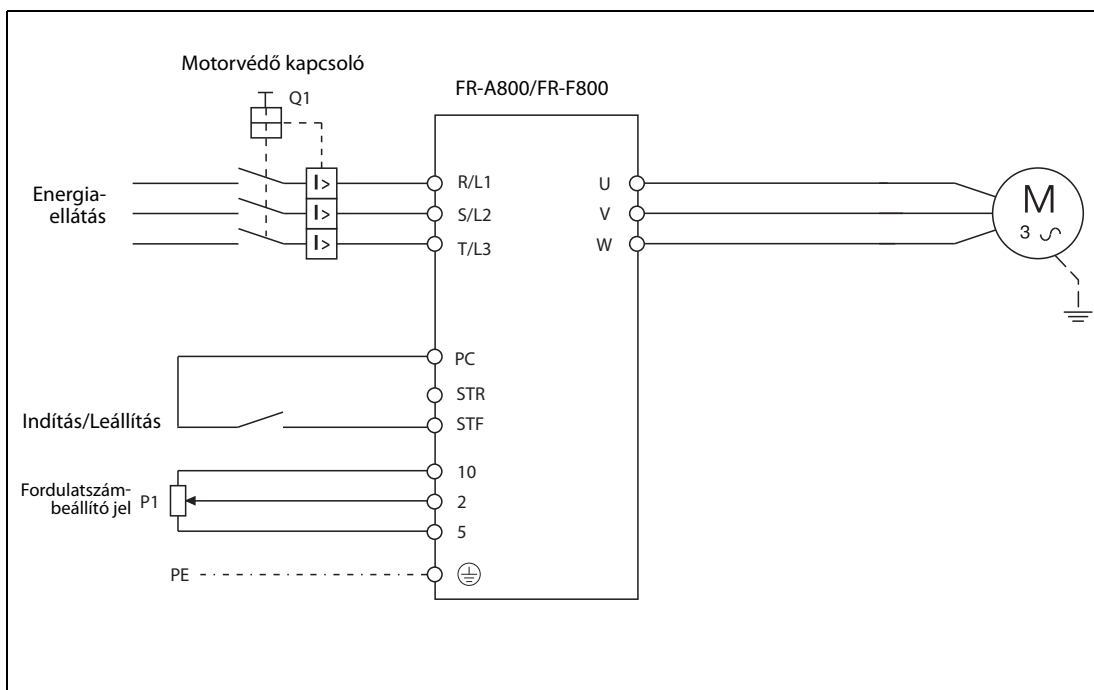 Motorvédő kapcsoló
Q1
FR-A800/FR-F800
Energia-
ellátás
I>
I>
I>
R/L1
S/L2
T/L3
U
V
W
M
3
PC
STR
STF
Indítás/Leállítás
10
2
5
Fordulatszám-
beállító jel
P1
PE